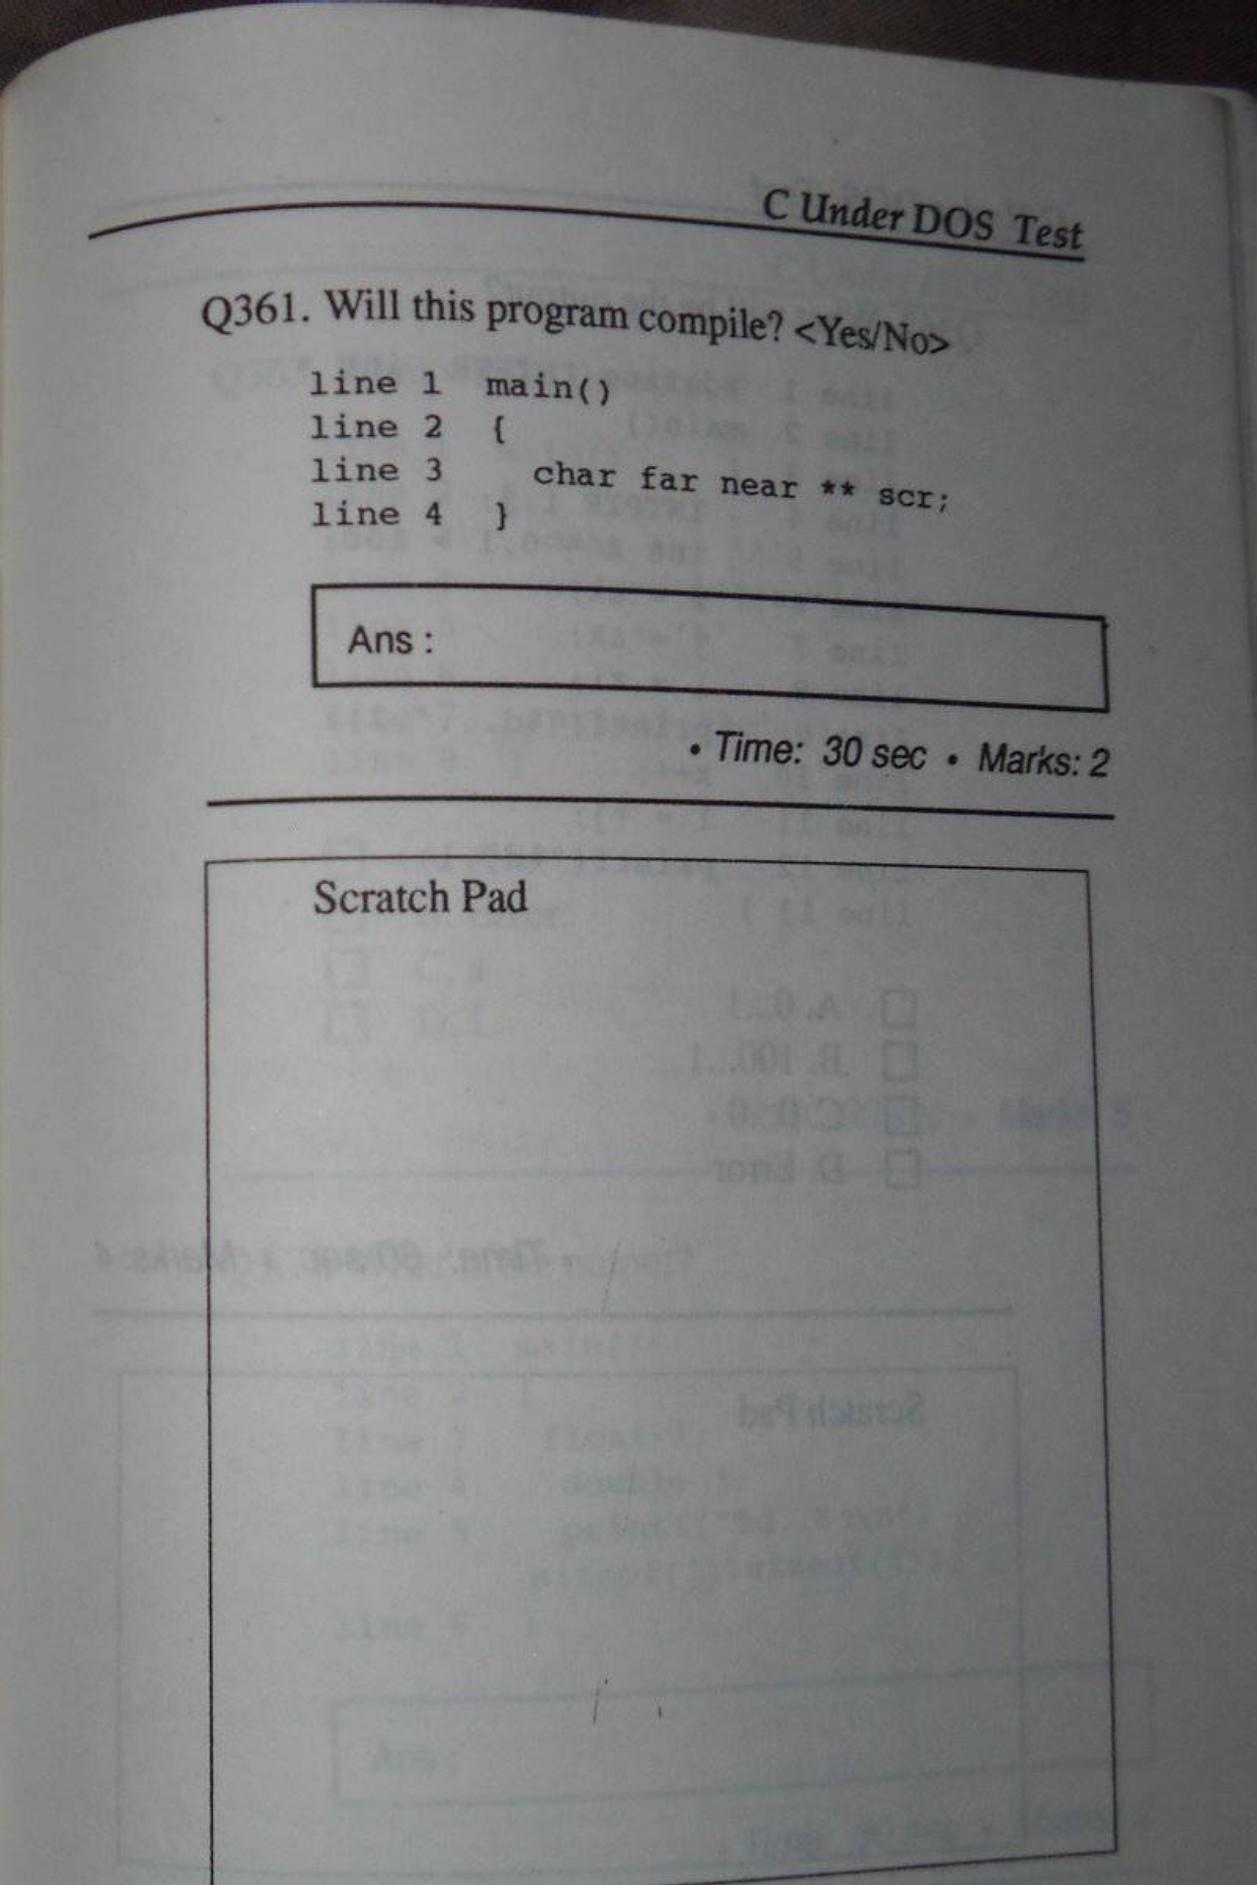 C Under DOS Test
Q361. Will this program compile? <Yes/No>
line 1 main()
line 2 {
line 3 char far near ** scr;
line 4 }
Ans :
• Time: 30 sec • Marks: 2
Scratch Pad